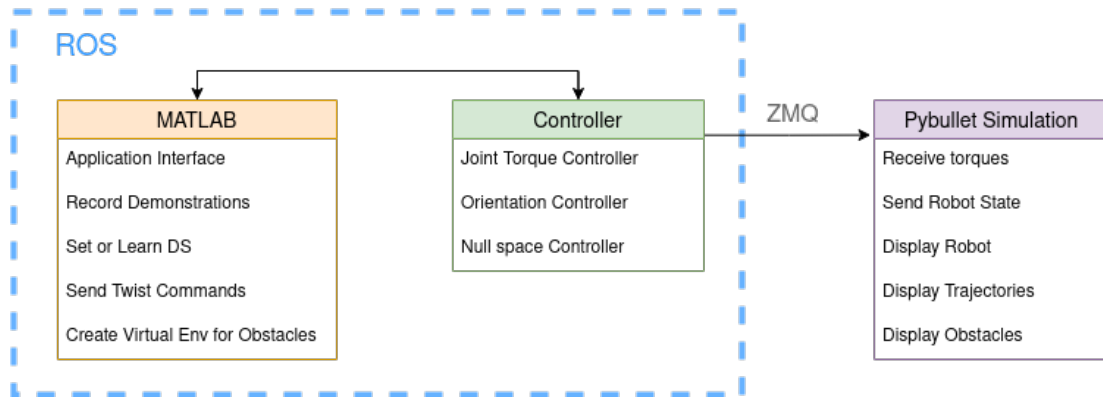 ROS
MATLAB
Application Interface
Record Demonstrations
Set or Learn DS
Send Twist Commands
Create Virtual Env for Obstacles
Controller
Joint Torque Controller
Orientation Controller
Null space Controller
ZMQ
Pybullet Simulation
Receive torques
Send Robot State
Display Robot
Display Trajectories
Display Obstacles